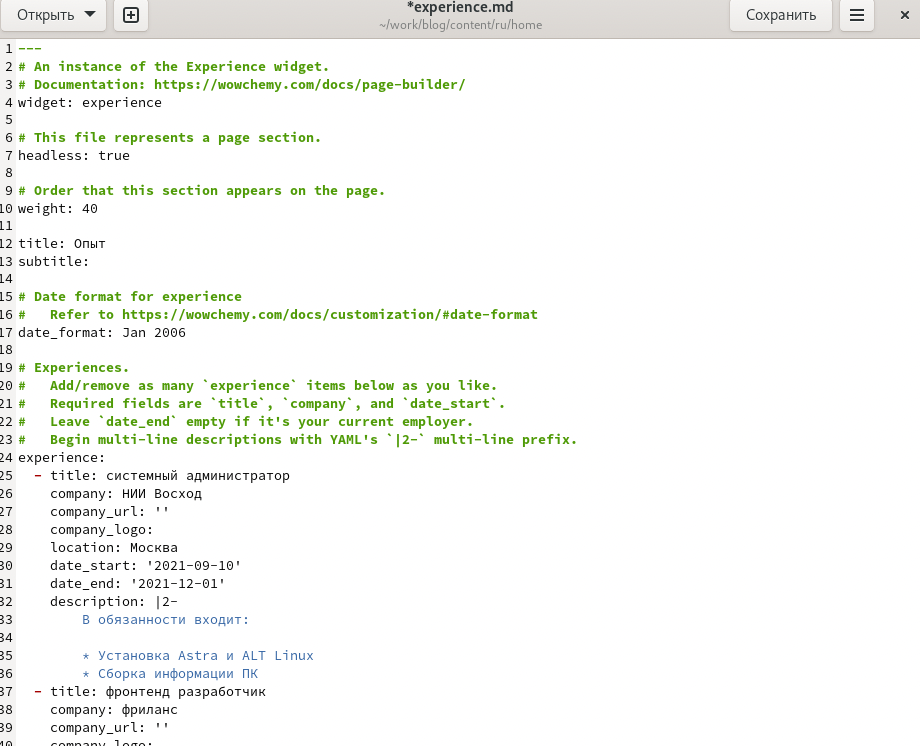 Открыть
*experience.md
~/work/blog/content/ru/home
Сохранить
1 ---
2 # An instance of the Experience widget.
3 # Documentation: https://wowchemy.com/docs/page-builder/
4 widget: experience
5
6 # This file represents a page section.
7 headless: true
8
9 # Order that this section appears on the page.
10 weight: 40
11
12 title: Опыт
13 subtitle:
14
15 # Date format for experience
16 #   Refer to https://wowchemy.com/docs/customization/#date-format
17 date_format: Jan 2006
18
19 # Experiences.
20 #   Add/remove as many `experience` items below as you like.
21 #   Required fields are `title`, `company`, and `date_start`.
22 #   Leave `date_end` empty if it's your current employer.
23 #   Begin multi-line descriptions with YAML's `|2-` multi-line prefix.
24 experience:
25   - title: системный администратор
26     company: НИИ Восход
27     company_url: ''
28     company_logo:
29     location: Москва
30     date_start: '2021-09-10'
31     date_end: '2021-12-01'
32     description: |2-
33         В обязанности входит:
34
35         * Установка Astra и ALT Linux
36         * Сборка информации ПК
37   - title: фронтенд разработчик
38     company: фриланс
39     company_url: ''
40     company_logo: